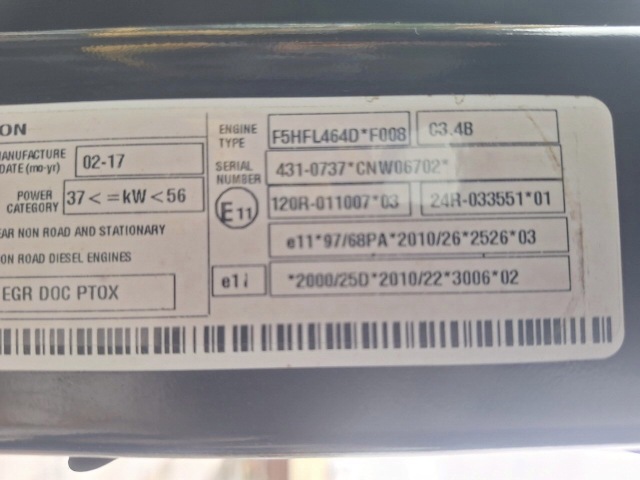 ON
MANUFACTURE
DATE (mo-yr)
02-17
POWER
CATEGORY
37<=kW<56
EAR NON ROAD AND STATIONARY
ON ROAD DIESEL ENGINES
EGR DOC PTOX
ENGINE
TYPE
F5HFL464D*F008
C3.4B
SERIAL
NUMBER
431-0737*CNW06702*
E11
120R-011007*03
24R-033551*01
e11*97/68PA*2010/26*2526*03
e11
*2000/25D*2010/22*3006*02